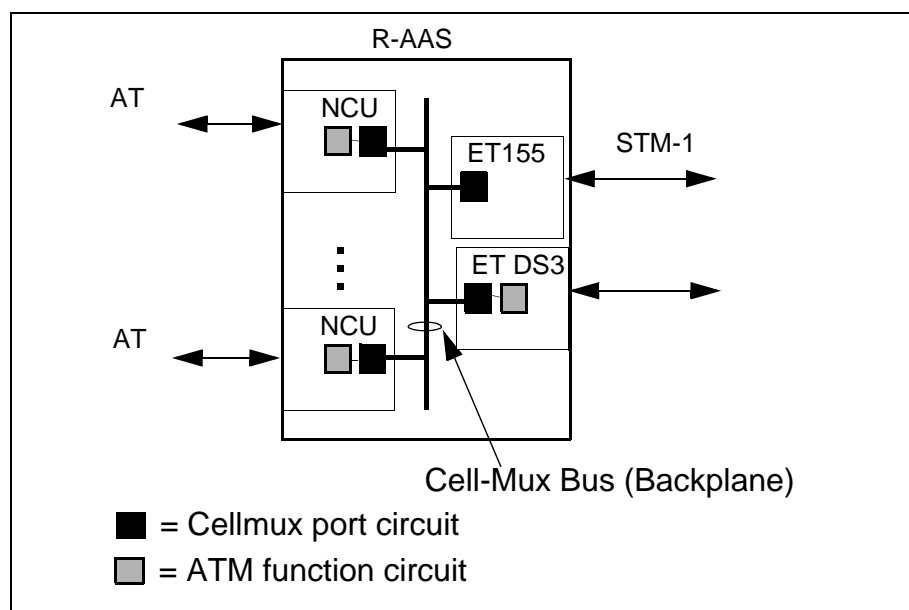 R-AAS
AT
NCU
ET155
STM-1
ET DS3
NCU
AT
Cell-Mux Bus (Backplane)
= Cellmux port circuit
= ATM function circuit